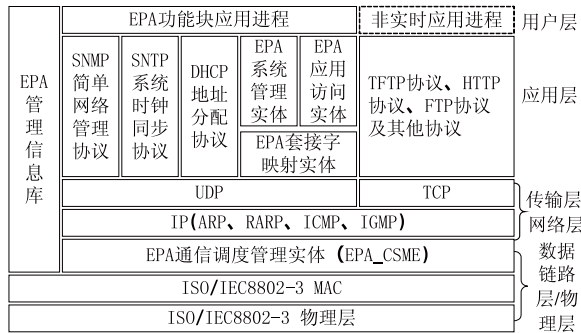 EPA功能块应用进程
非实时应用进程
用户层
EPA
管
理
信
息
库
SNMP
简单
网络
管理
协议
SNTP
系统
时钟
同步
协议
DHCP
地址
分配
协议
EPA
系统
管理
实体
EPA
应用
访问
实体
EPA套接字
映射实体
TFTP协议、HTTP
协议、FTP协议
及其他协议
应用层
UDP
TCP
传输层
IP(ARP、RARP、ICMP、IGMP)
网络层
EPA通信调度管理实体（EPA_CSME)
ISO/IEC8802-3 MAC
ISO/IEC8802-3 物理层
数据
链路
层/物
理层